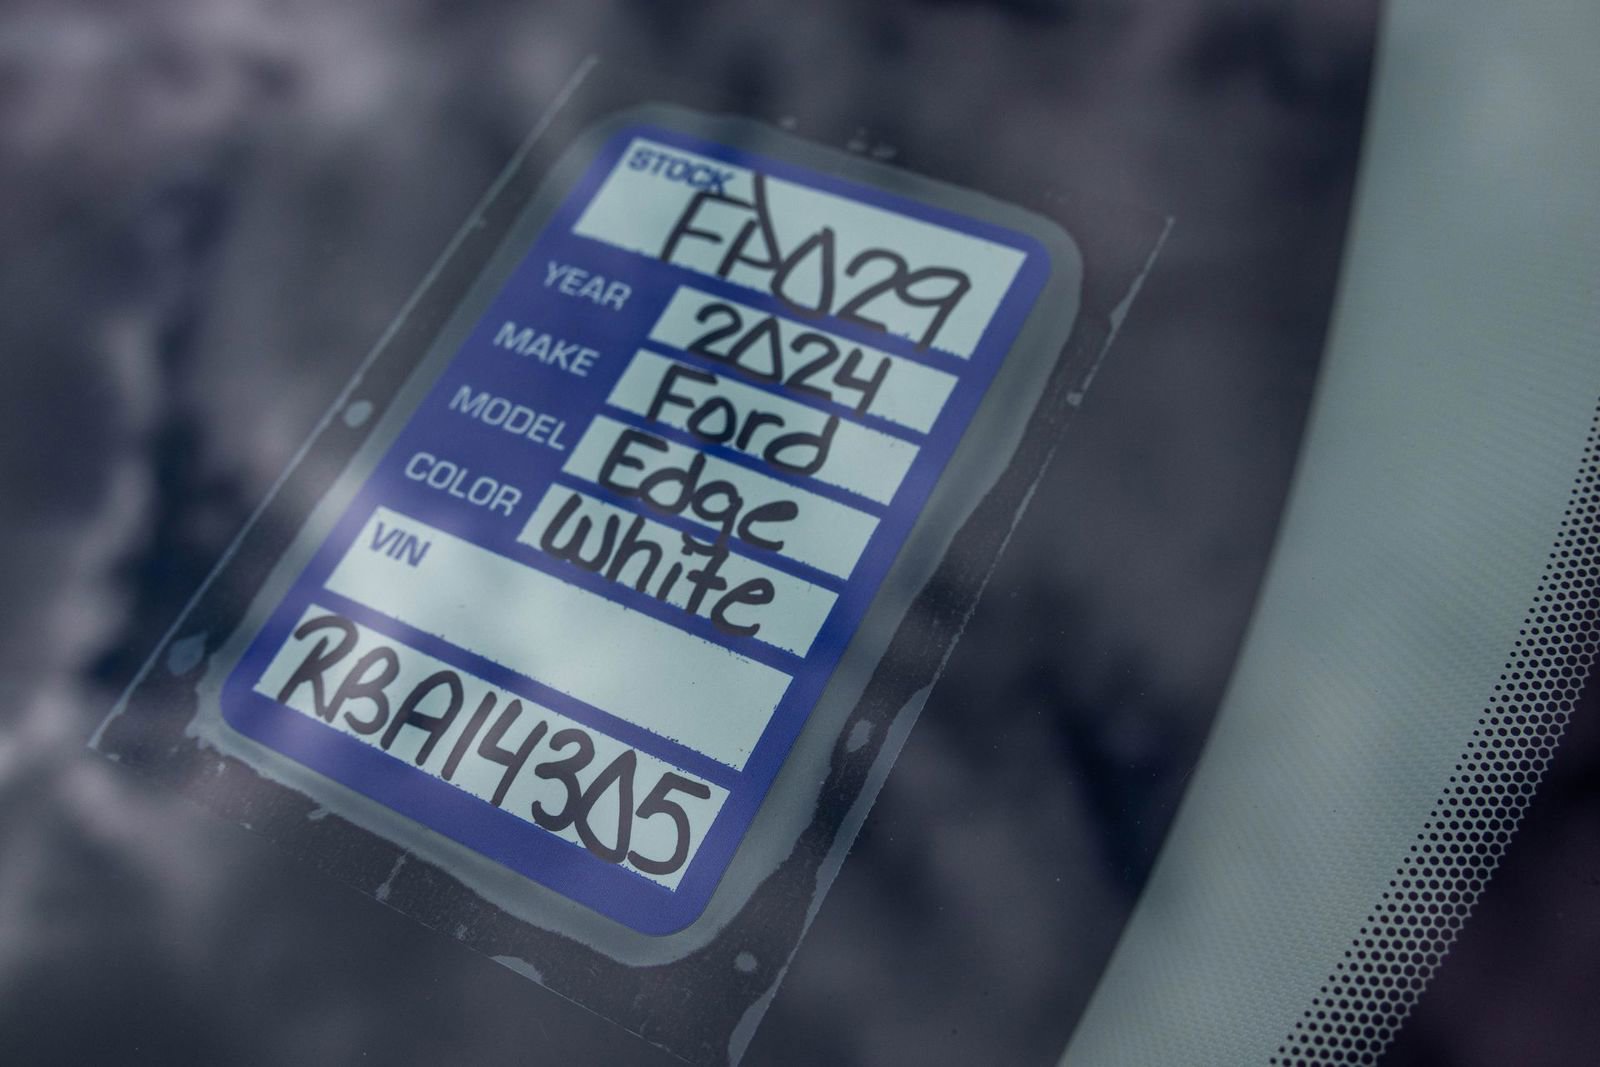 STOCK
FP029
YEAR 2024
MAKE Ford
MODEL Edge
COLOR White
VIN
RBA14305